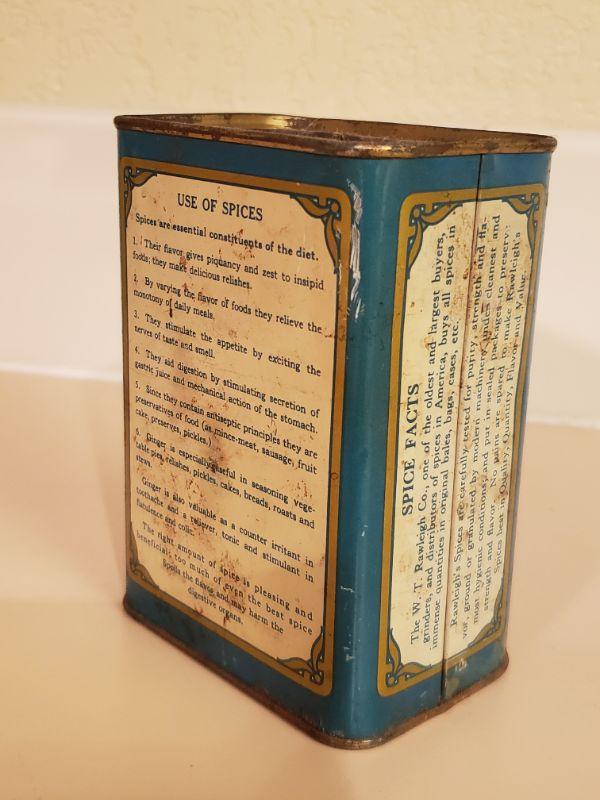 USE OF SPICES
Spices are essential constituents of the diet.
1. Their flavor gives piquancy and zest to insipid
foods; they make delicious relishes.
2. By varying the flavor of foods they relieve the
monotony of daily meals.
3. They stimulate the appetite by exciting the
nerves of taste and smell.
4. They aid digestion by stimulating secretion of
gastric juice and mechanical action of the stomach.
5. Since they contain antiseptic principles they are
preservatives of food (as mince-meat, sausage, fruit
cake, preserves, pickles.)
6. Ginger is especially useful in seasoning vege-
table pies, relishes, pickles, cakes, breads, roasts and
stews.
Ginger is also valuable as a counter irritant in
toothache and a reliever, tonic and stimulant in
flatulence and colic.
The right amount of spice is pleasing and
beneficial; too much of even the best spice
spoils the flavor and may harm the
digestive organs.
SPICE FACTS
The W. T. Rawleigh Co., one of the oldest and largest buyers,
grinders, and distributors of spices in America, buys all spices in
immense quantities in original bales, bags, cases, etc.
Rawleigh's Spices are carefully tested for purity, strength and fla-
vor, ground or granulated by modern machinery under cleanest and
most hygienic conditions, and put in sealed packages to preserve
strength and flavor. No pains are spared to make Rawleigh's
Spices best in Quality, Quantity, Flavor and Value.